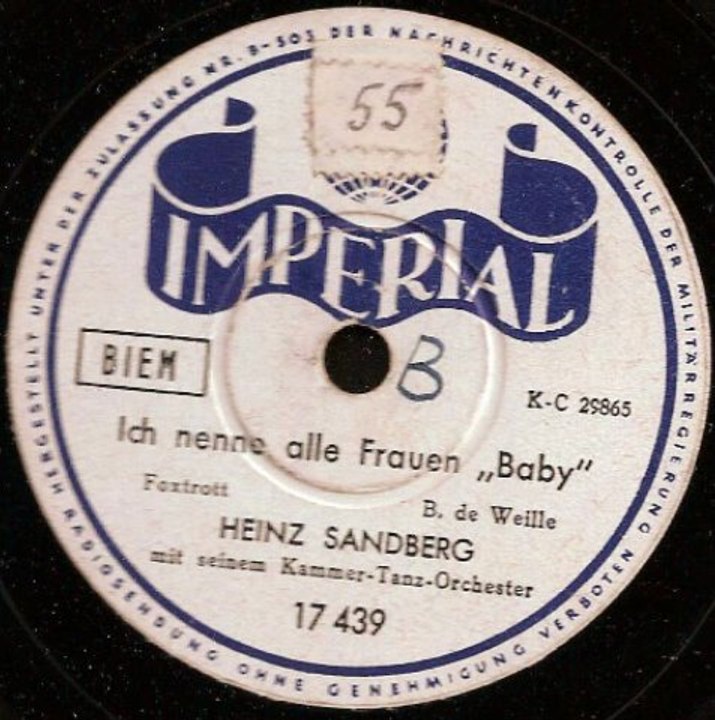 HERGESTELLT UNTER DER ZULASSUNG NR. B-503 DER NACHRICHTENKONTROLLE DER MILITÄRREGIERUNG
RADIOSENDUNG OHNE GENEHMIGUNG VERBOTEN
55
IMPERIAL
BIEM
B
K-C 29865
Ich nenne alle Frauen „Baby"
Foxtrott
B. de Weille
HEINZ SANDBERG
mit seinem Kammer-Tanz-Orchester
17 439